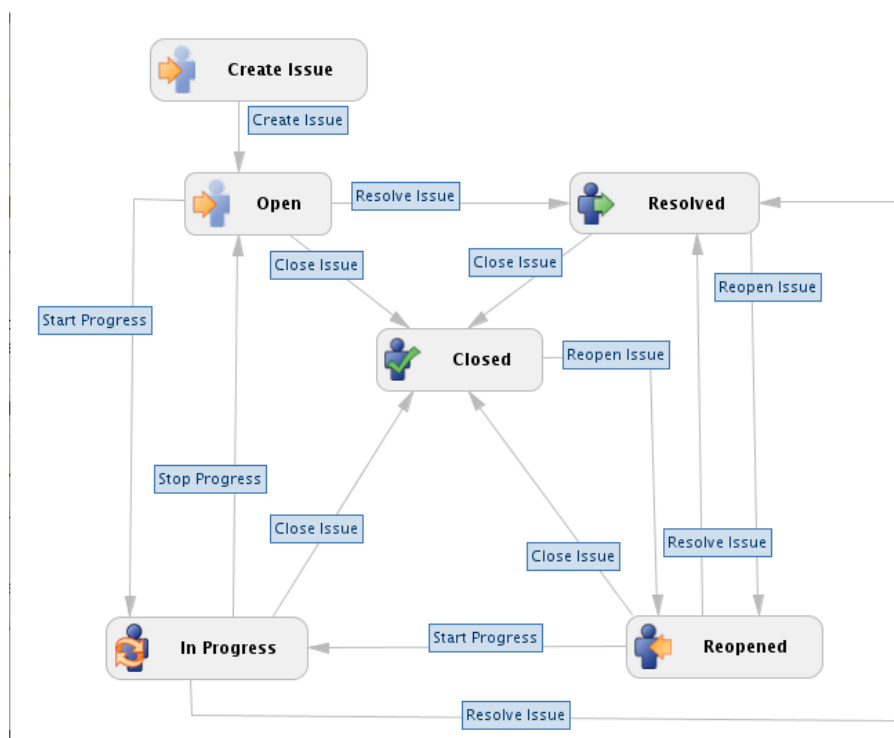 Create Issue
Create Issue
Open
Resolve Issue
Resolved
Close Issue
Close Issue
Reopen Issue
Start Progress
Closed
Reopen Issue
Stop Progress
Close Issue
Close Issue
Resolve Issue
In Progress
Start Progress
Reopened
Resolve Issue